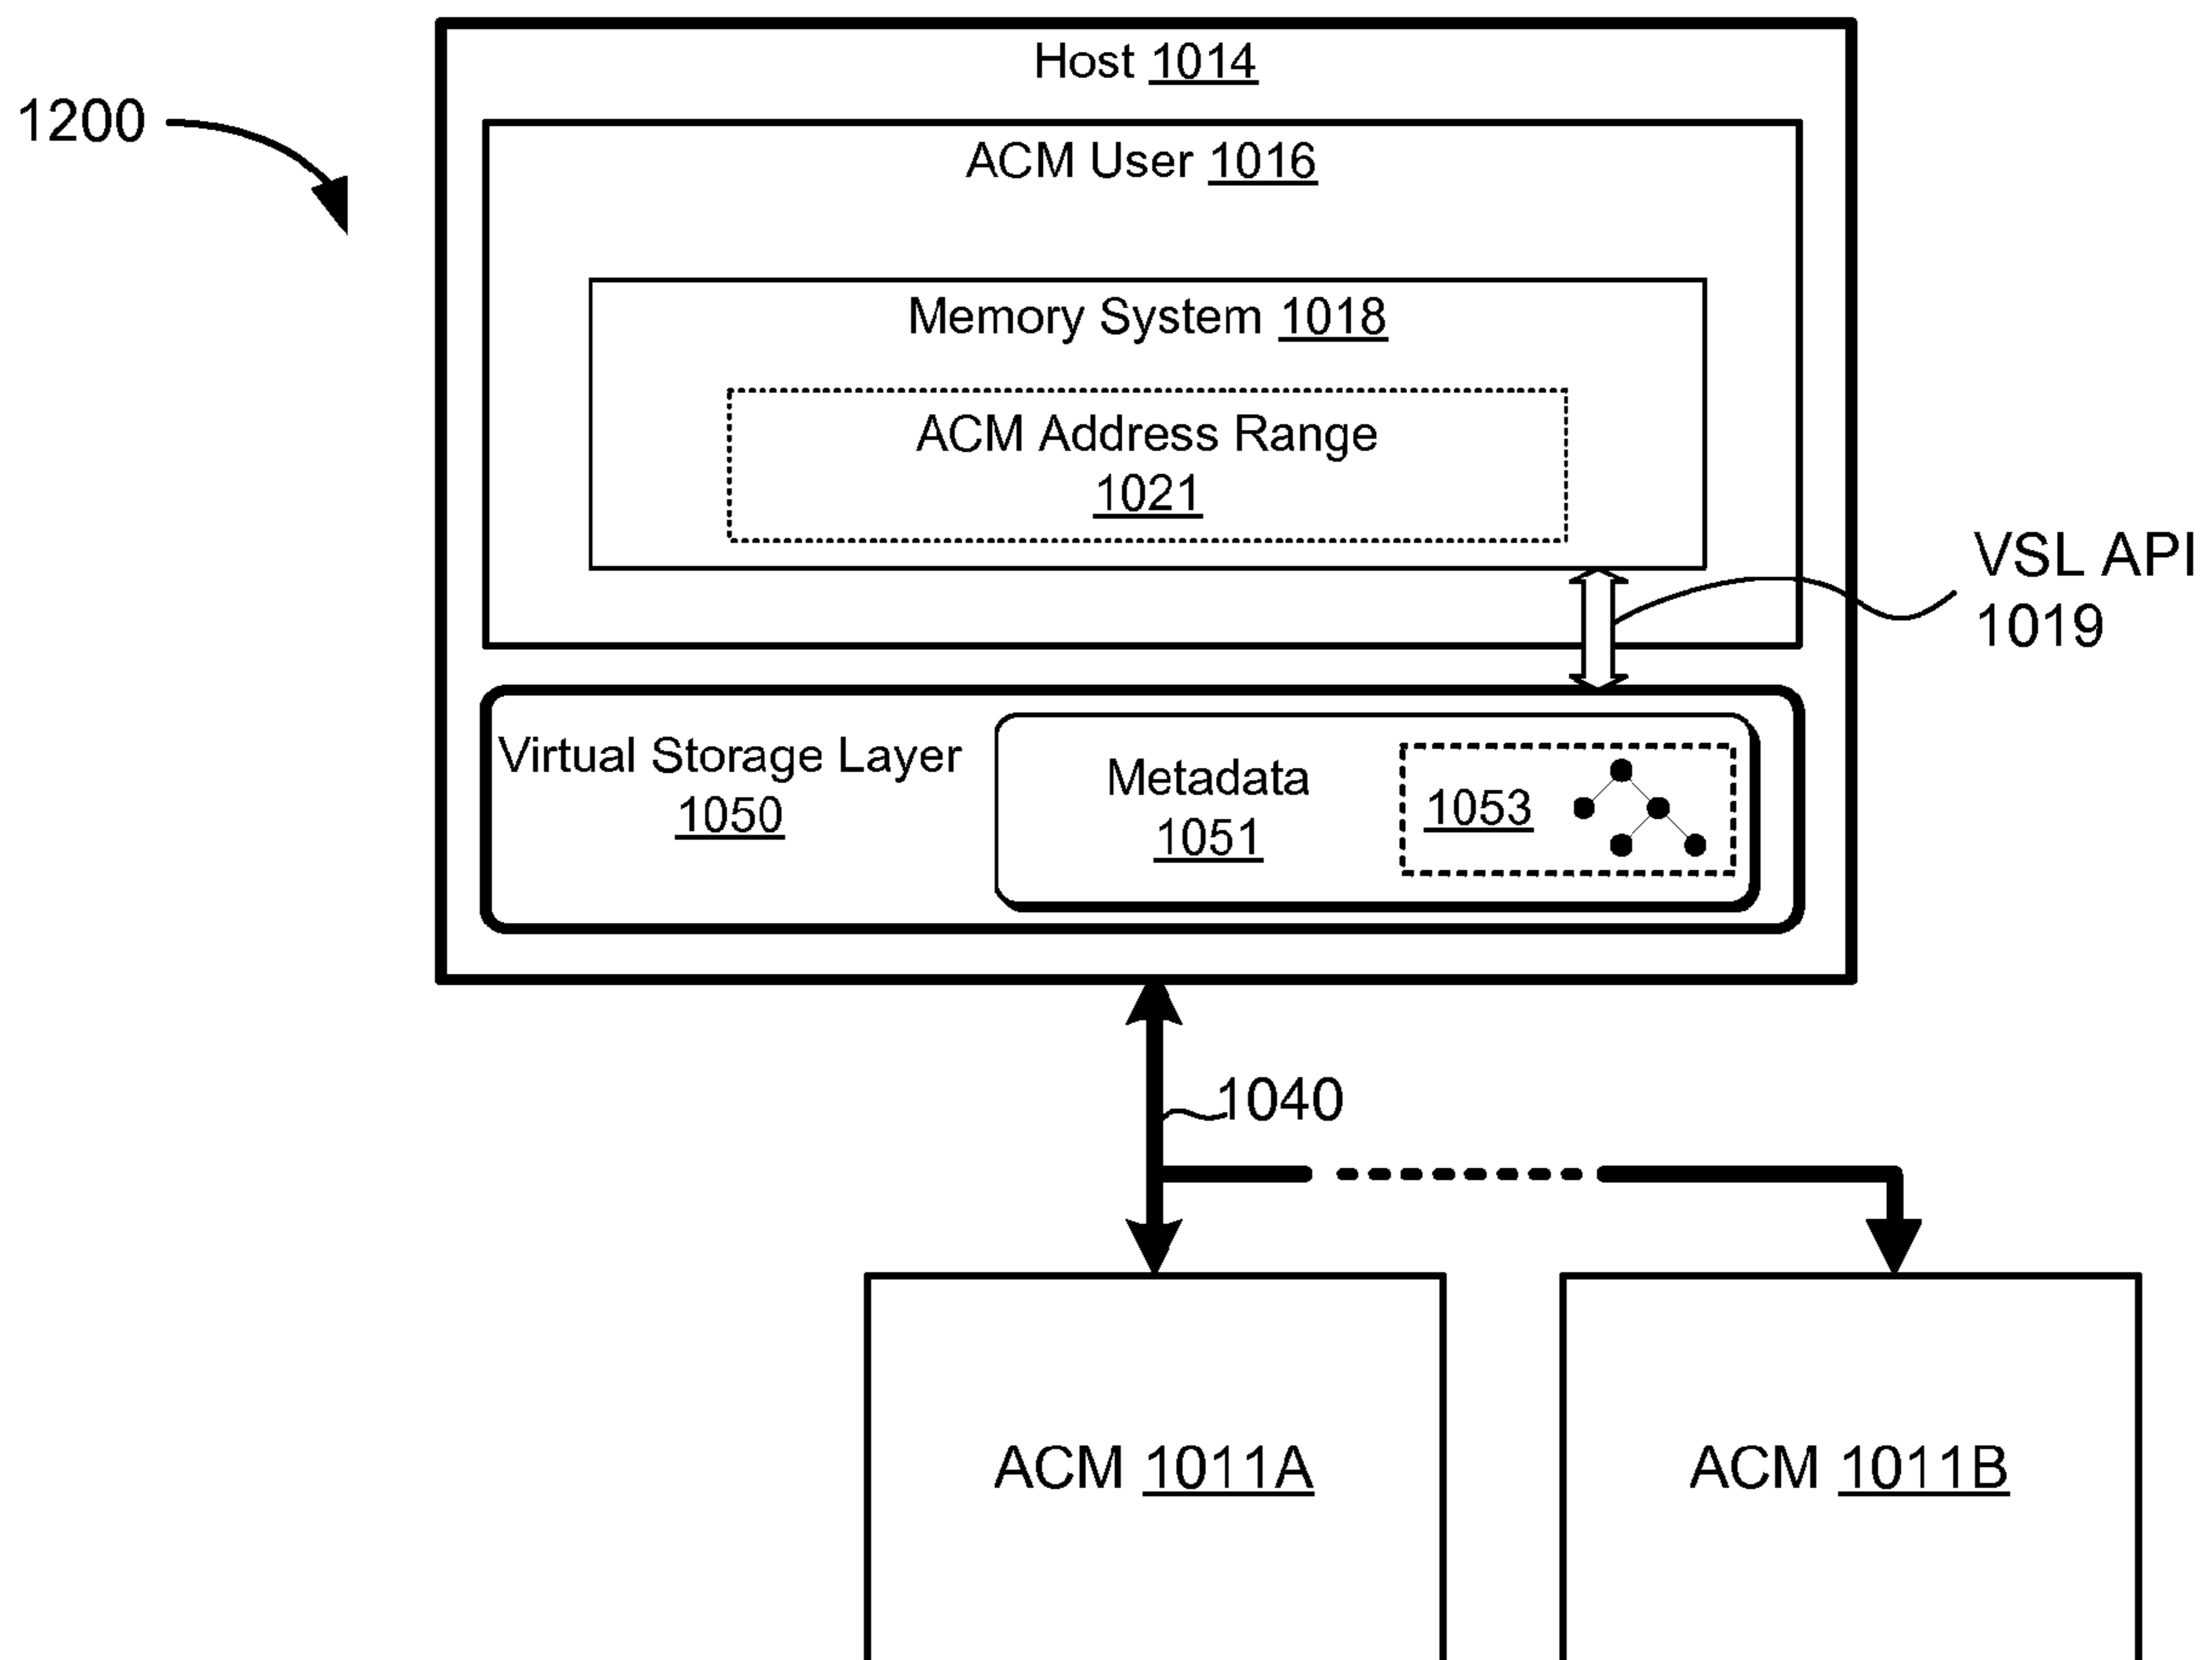 Host 1014
1200
ACM User 1016
Memory System 1018
ACM Address Range
1021
VSL API
1019
Virtual Storage Layer
1050
Metadata
1051
1053
1040
ACM 1011A
ACM 1011B